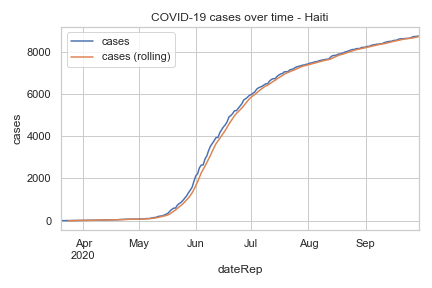 COVID-19 cases over time - Haiti
cases
cases (rolling)
8000
6000
4000
2000
0
cases
Apr
2020
May
Jun
Jul
Aug
Sep
dateRep